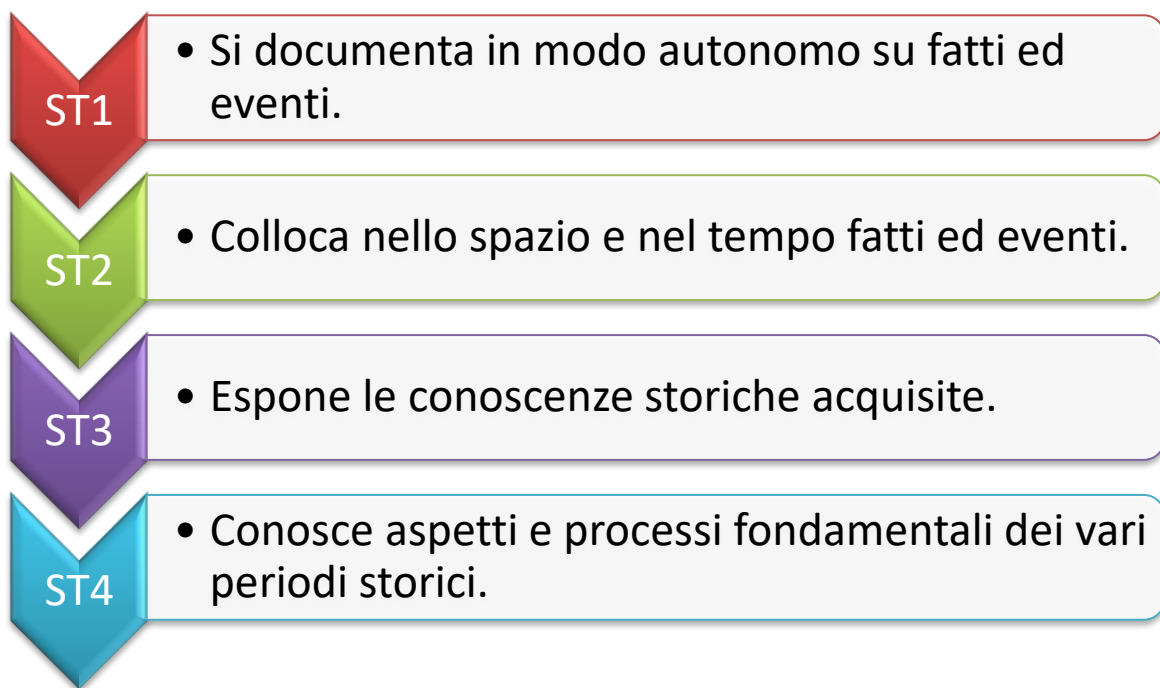 ST1
• Si documenta in modo autonomo su fatti ed
eventi.
ST2
• Colloca nello spazio e nel tempo fatti ed eventi.
ST3
• Espone le conoscenze storiche acquisite.
ST4
• Conosce aspetti e processi fondamentali dei vari
periodi storici.